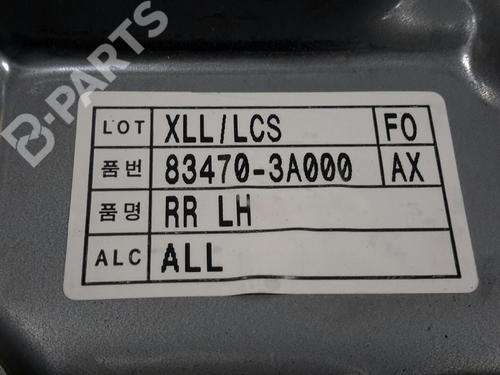 B-PARTS
LOT XLL/LCS FO
품번 83470-3A000 AX
품명 RR LH
ALC ALL